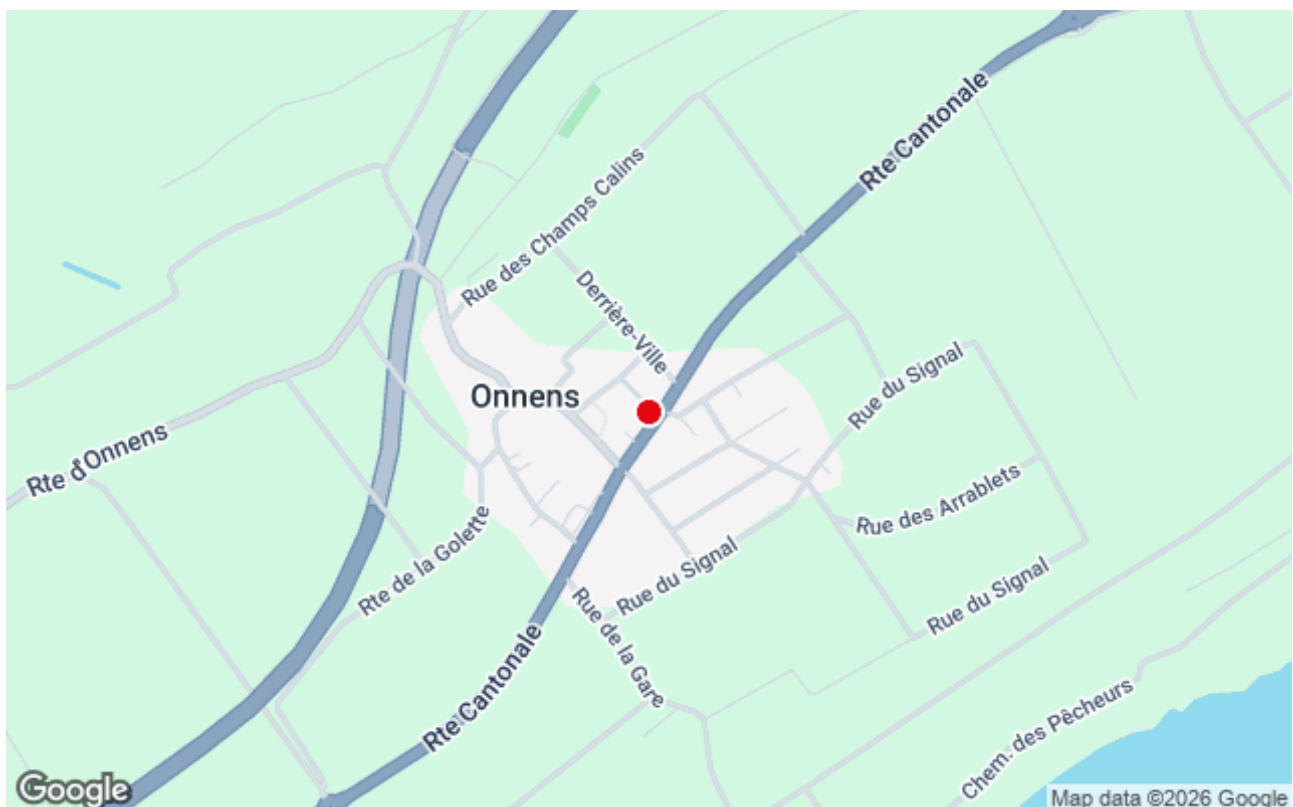 Rte Cantonale
Rue des Champs Calins
Derrière-Ville
Onnens
Rue du Signal
Rte d'Onnens
Rue des Arrablets
Rte de la Golette
Rue du Signal
Rue du Signal
Rue de la Gare
Rte Cantonale
Chem. des Pêcheurs
Google
Map data ©2026 Google